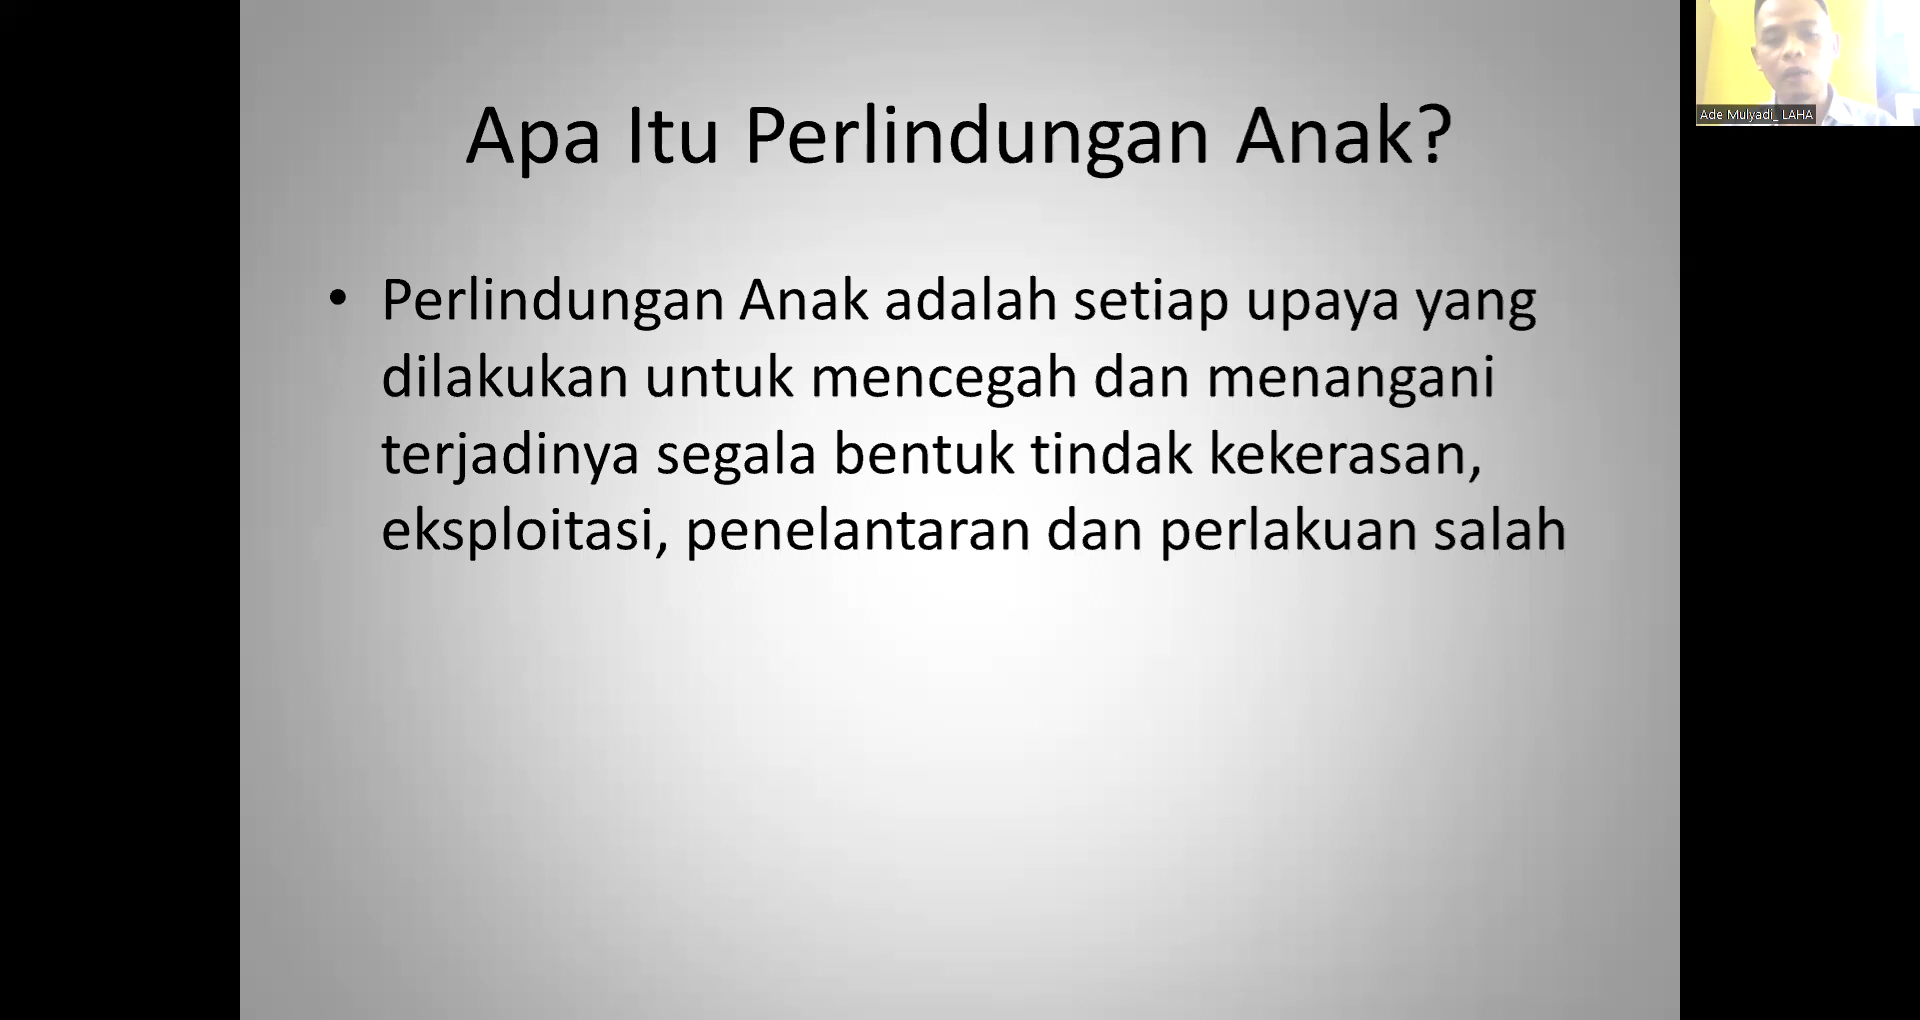 Apa Itu Perlindungan Anak?
• Perlindungan Anak adalah setiap upaya yang
dilakukan untuk mencegah dan menangani
terjadinya segala bentuk tindak kekerasan,
eksploitasi, penelantaran dan perlakuan salah
Ade Mulyadi_ LAHA